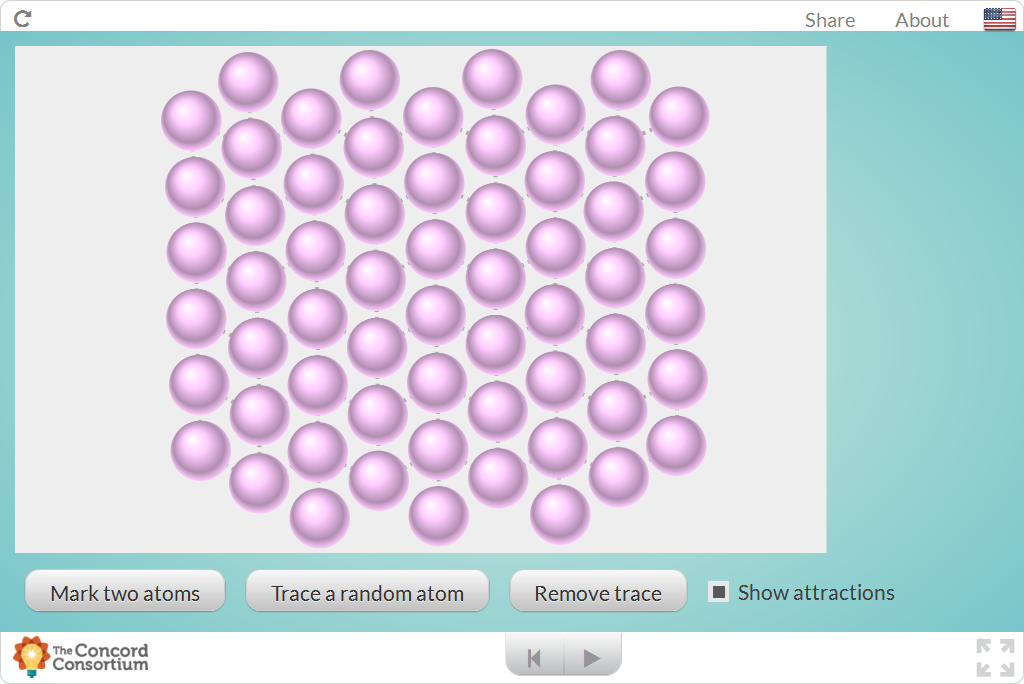 Share About
Mark two atoms Trace a random atom Remove trace Show attractions
The Concord
Consortium